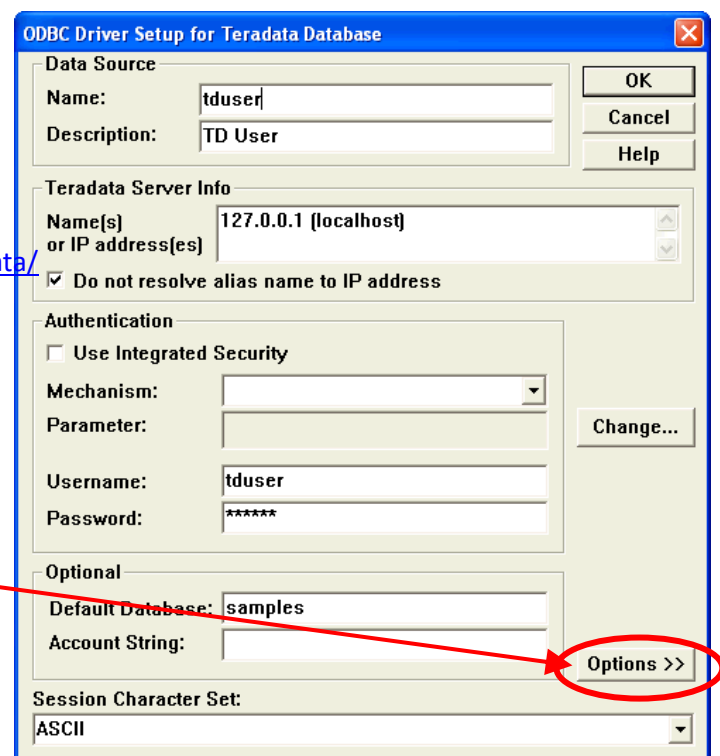 ODBC Driver Setup for Teradata Database
Data Source
OK
Name: tduser
Cancel
Description: TD User
Help
Teradata Server Info
Name(s) 127.0.0.1 (localhost)
or IP address(es)
ata/
Do not resolve alias name to IP address
Authentication
Use Integrated Security
Mechanism:
Parameter:
Change...
Username: tduser
Password: ******
Optional
Default Database: samples
Account String:
Options >>
Session Character Set:
ASCII